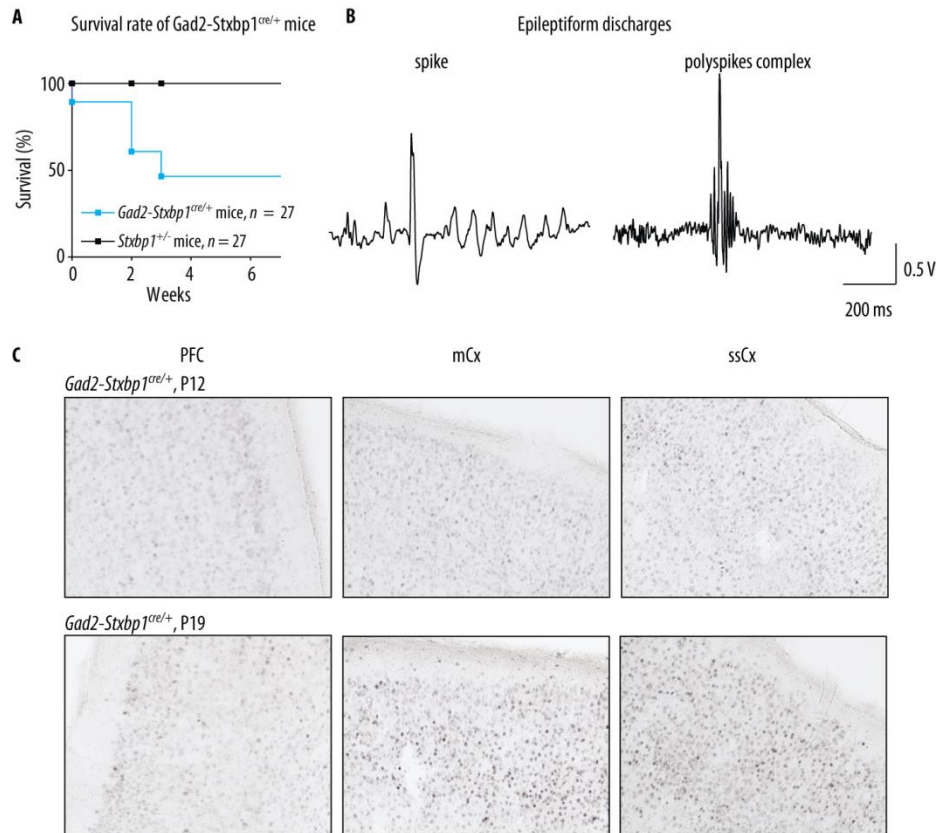 A Survival rate of Gad2-Stxbp1cre/+ mice
Survival (%)
100
50
0
Gad2-Stxbp1cre/+ mice, n = 27
Stxbp1+/- mice, n = 27
0 2 4 6
Weeks
B Epileptiform discharges
spike polyspikes complex
0.5 V
200 ms
C PFC mCx ssCx
Gad2-Stxbp1cre/+, P12
Gad2-Stxbp1cre/+, P19